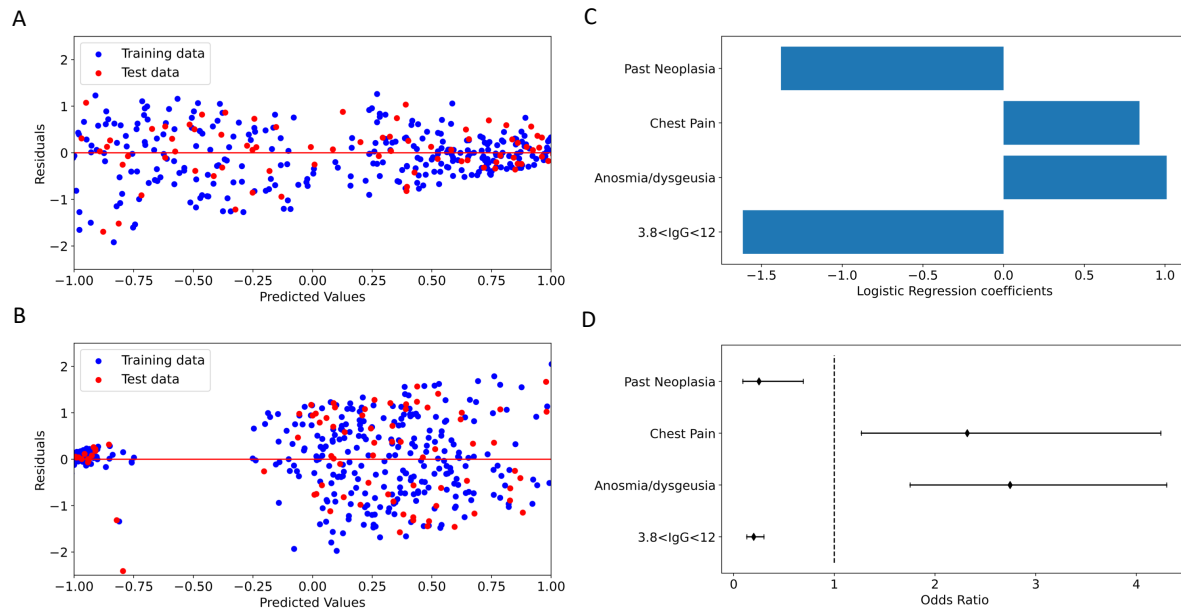 A
Training data
Test data
2
1
0
−1
−2
Residuals
−1.00 −0.75 −0.50 −0.25 0.00 0.25 0.50 0.75 1.00
Predicted Values
B
Training data
Test data
2
1
0
−1
−2
Residuals
−1.00 −0.75 −0.50 −0.25 0.00 0.25 0.50 0.75 1.00
Predicted Values
C
Past Neoplasia
Chest Pain
Anosmia/dysgeusia
3.8<IgG<12
−1.5 −1.0 −0.5 0.0 0.5 1.0
Logistic Regression coefficients
D
Past Neoplasia
Chest Pain
Anosmia/dysgeusia
3.8<IgG<12
0 1 2 3 4
Odds Ratio